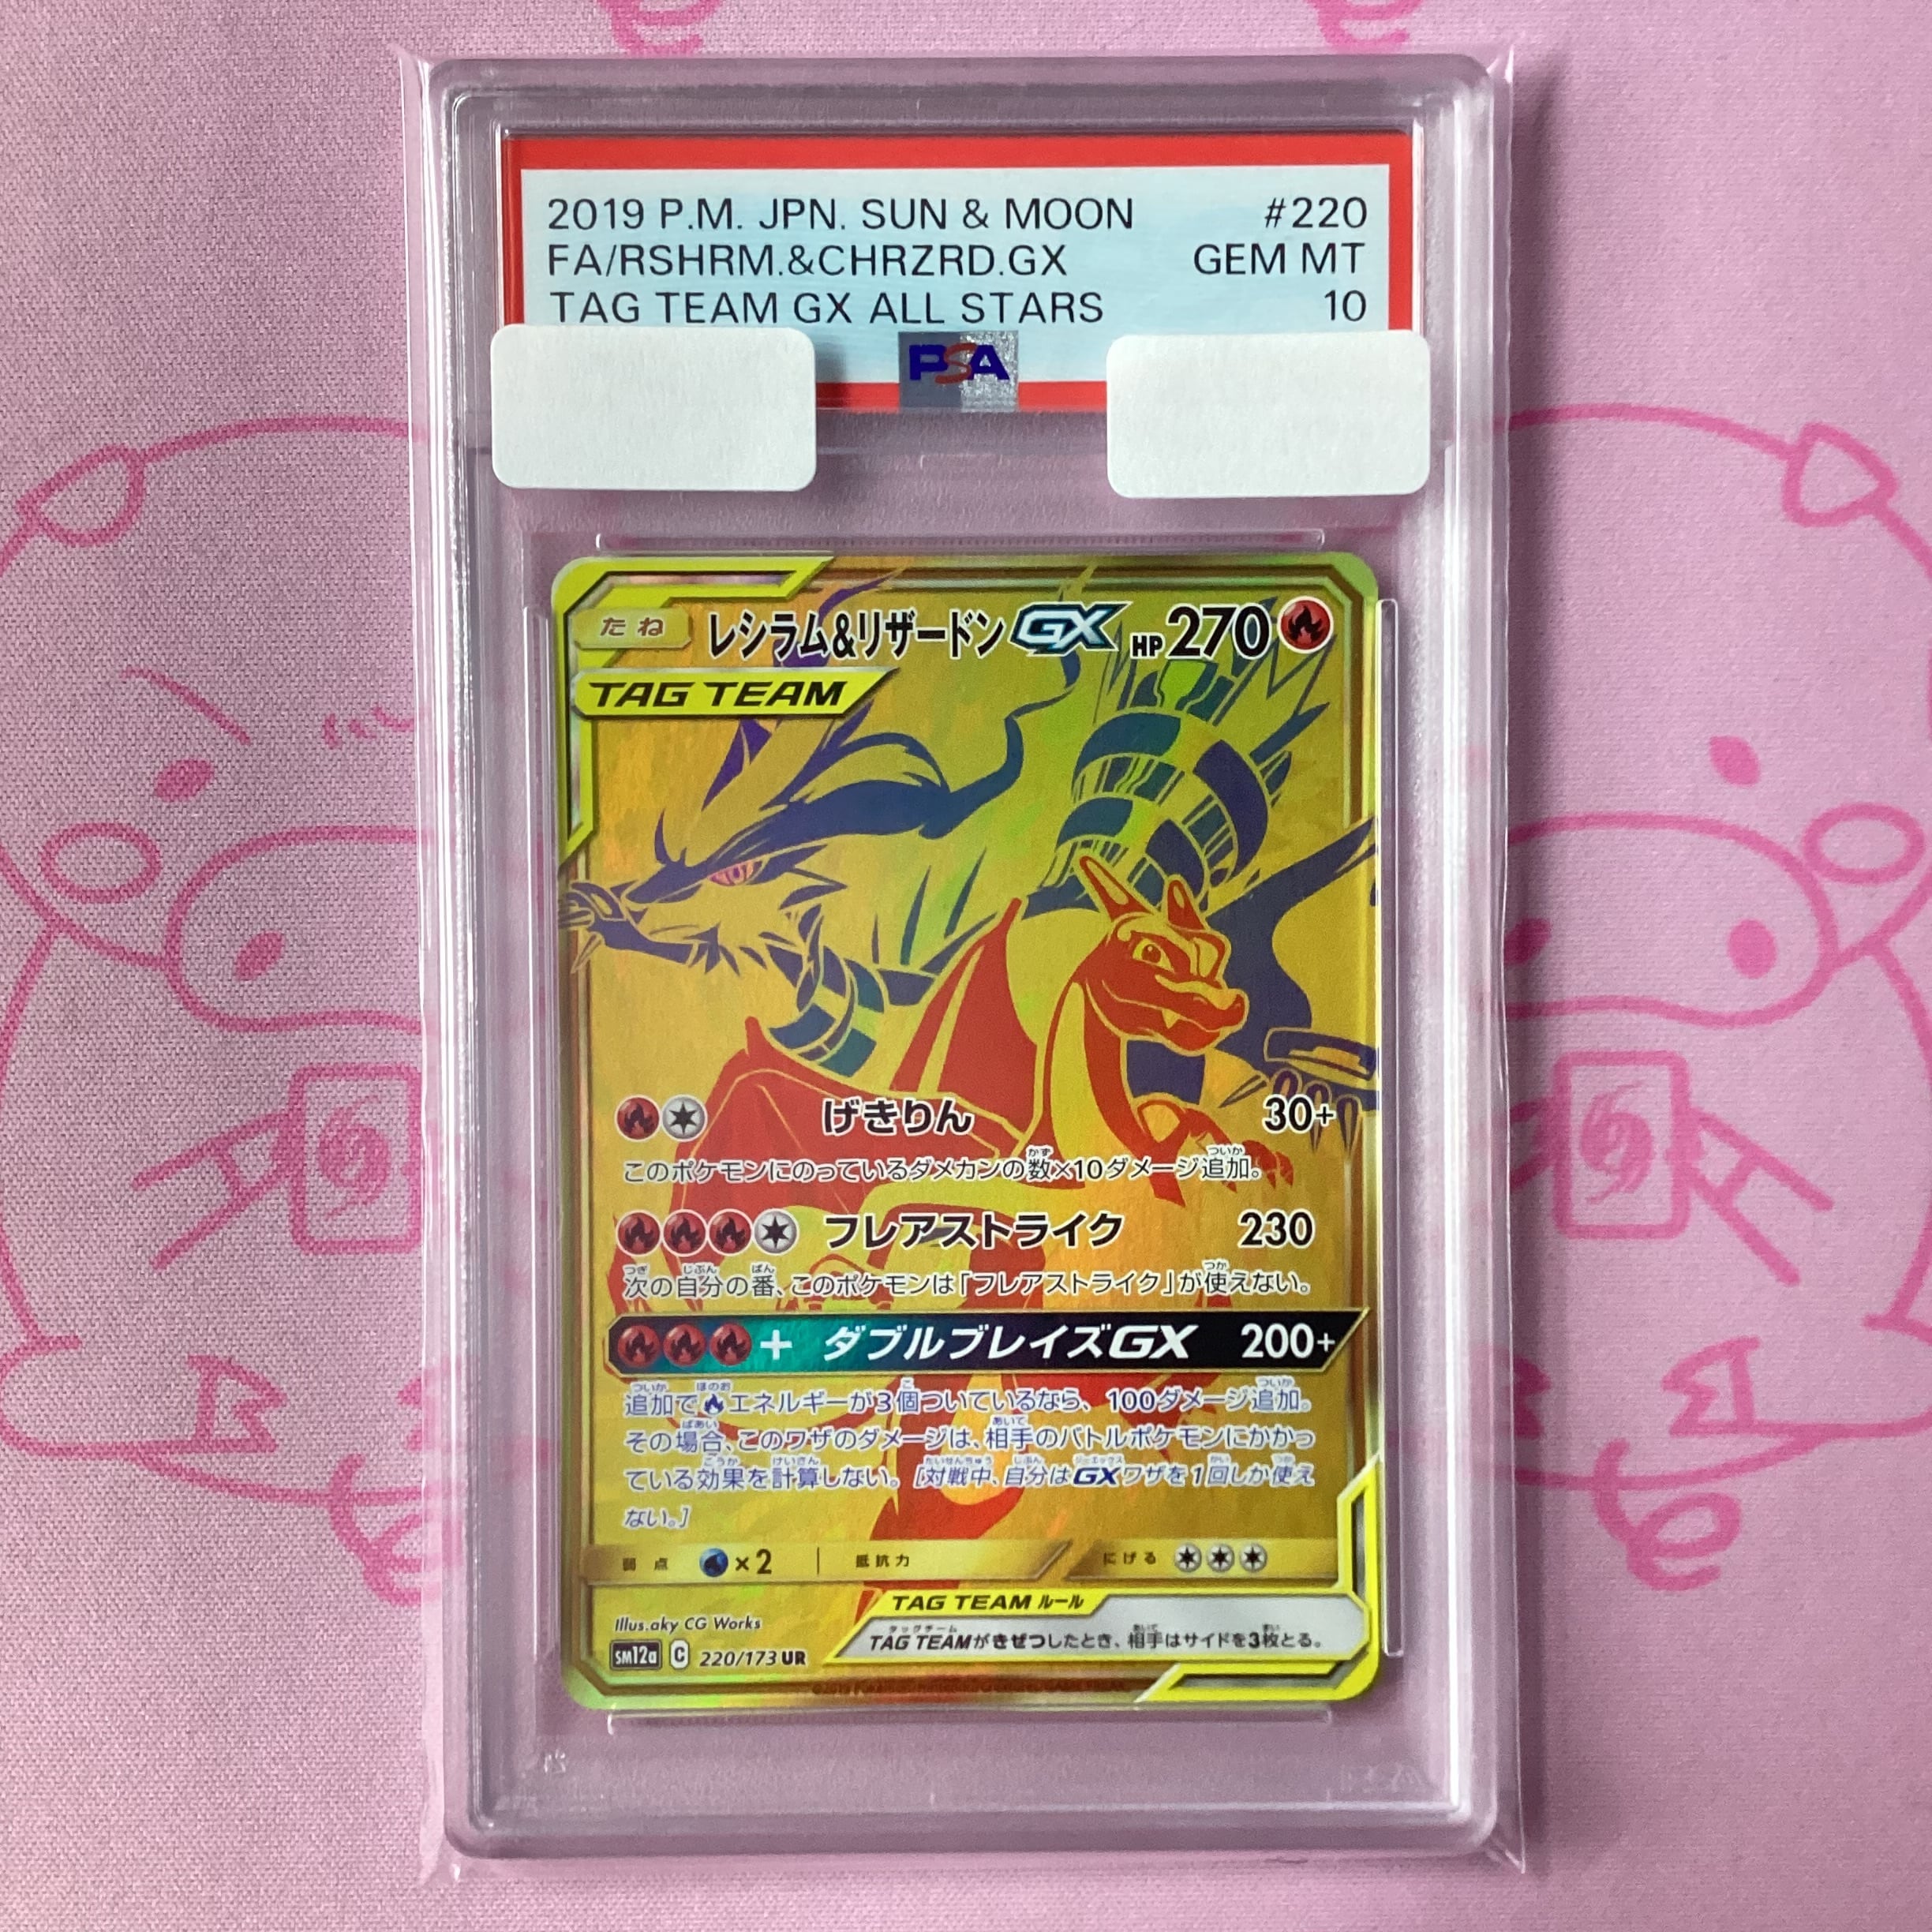 2019 P.M. JPN. SUN & MOON #220
FA/RSHRM.&CHRZRD.GX GEM MT
TAG TEAM GX ALL STARS 10
PSA
たね レシラム&リザードンGX HP270
TAG TEAM
げきりん 30+
このポケモンにのっているダメカンの数×10ダメージ追加。
フレアストライク 230
次の自分の番、このポケモンは「フレアストライク」が使えない。
+ ダブルブレイズGX 200+
追加でエネルギーが3個ついているなら、100ダメージ追加。
その場合、このワザのダメージは、相手のバトルポケモンにかかっ
ている効果を計算しない。[対戦中、自分はGXワザを1回しか使え
ない。]
弱点 ×2 抵抗力 にげる
TAG TEAM ルール
Illus.aky CG Works
TAG TEAMがきぜつしたとき、相手はサイドを3枚とる。
sm12a C 220/173 UR